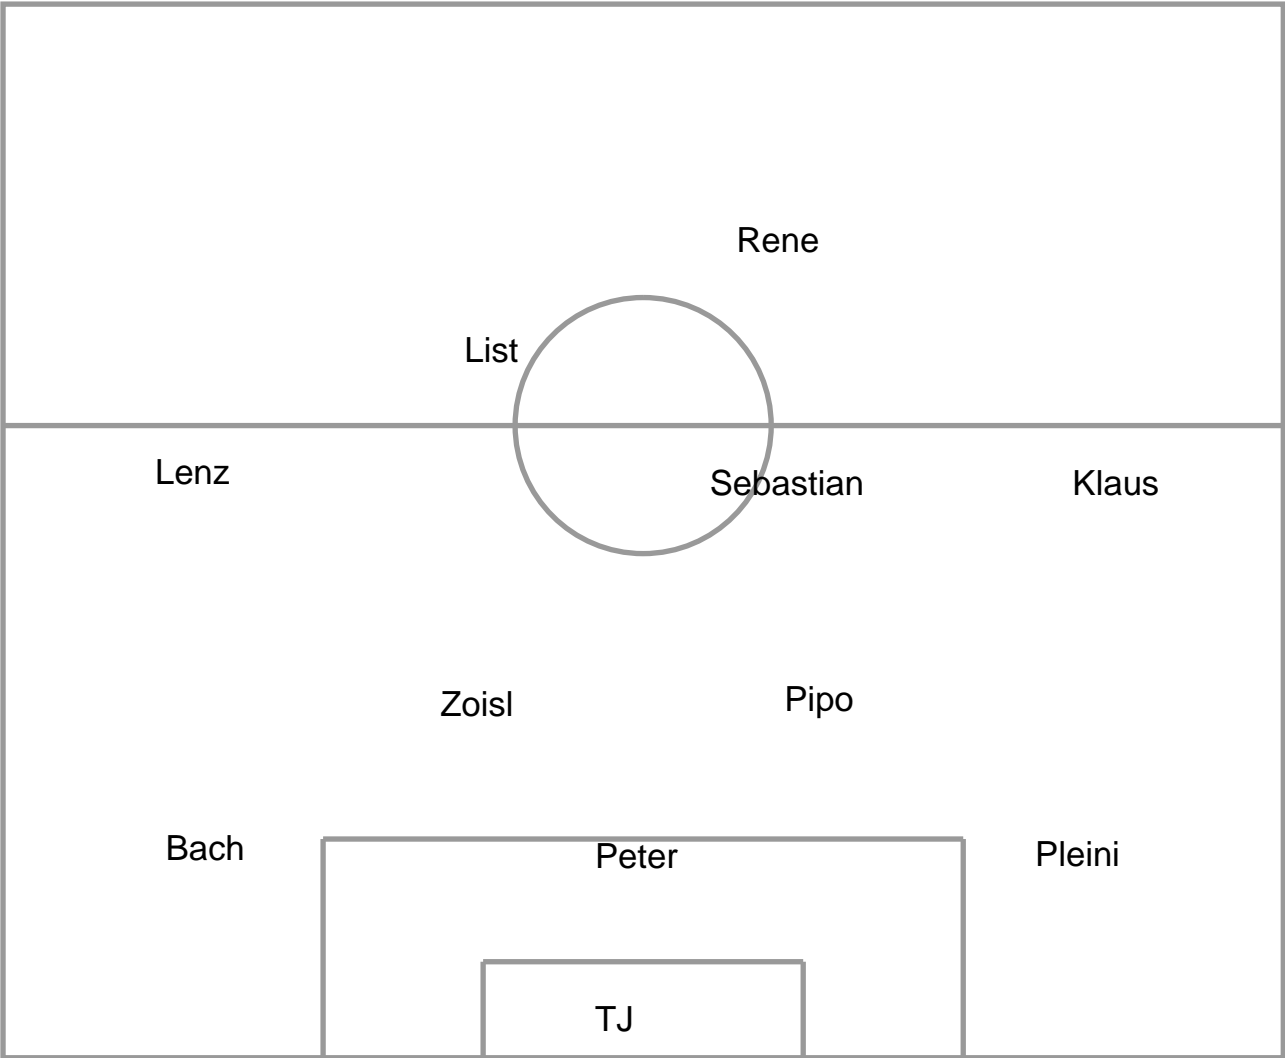 Rene
List
Lenz
Sebastian
Klaus
Zoisl
Pipo
Bach
Peter
Pleini
TJ